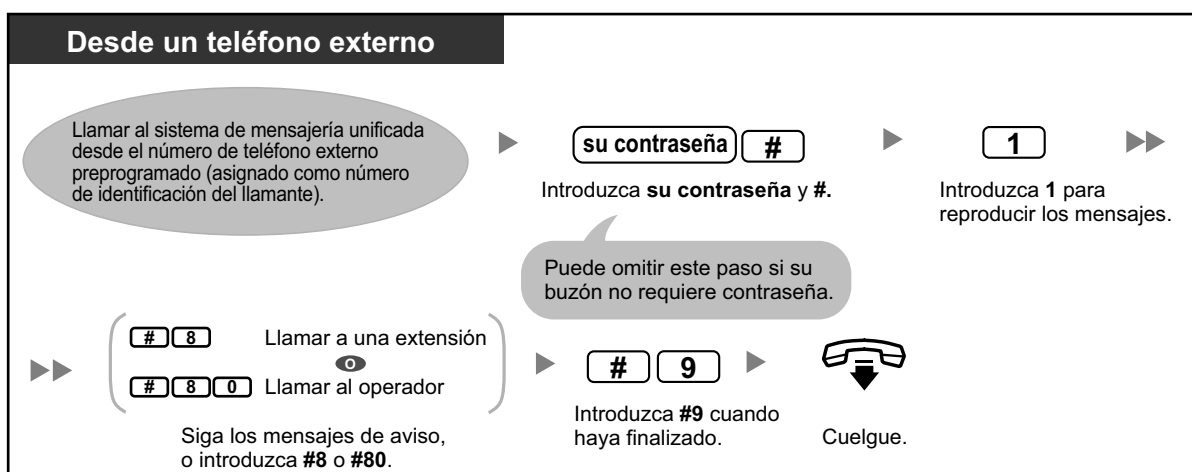 Desde un teléfono externo
Llamar al sistema de mensajería unificada
desde el número de teléfono externo
preprogramado (asignado como número
de identificación del llamante).
su contraseña #
Introduzca su contraseña y #.
Puede omitir este paso si su
buzón no requiere contraseña.
1
Introduzca 1 para
reproducir los mensajes.
# 8 Llamar a una extensión
o
# 8 0 Llamar al operador
Siga los mensajes de aviso,
o introduzca #8 o #80.
# 9
Introduzca #9 cuando
haya finalizado.
Cuelgue.